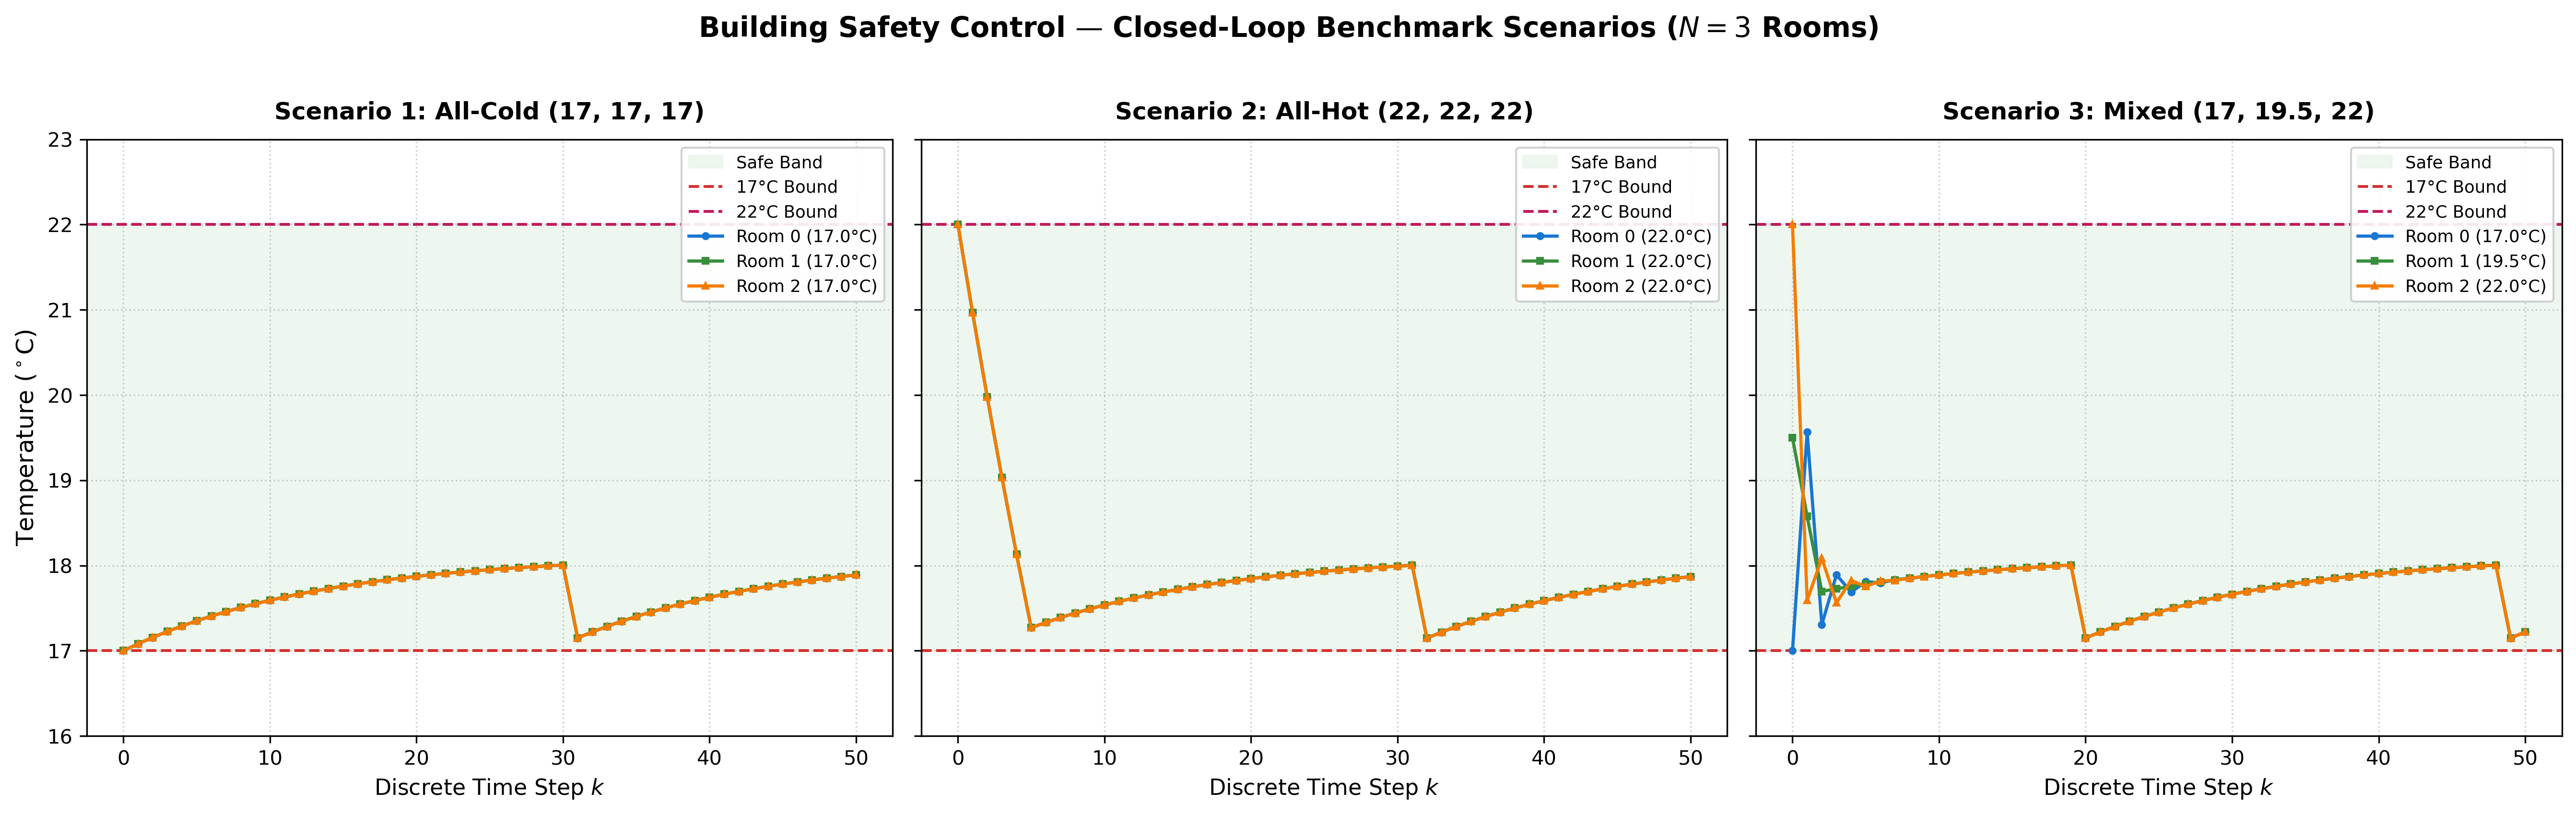 Building Safety Control — Closed-Loop Benchmark Scenarios (N = 3 Rooms)
Scenario 1: All-Cold (17, 17, 17)
Temperature (°C)
23
22
21
20
19
18
17
16
Safe Band
17°C Bound
22°C Bound
Room 0 (17.0°C)
Room 1 (17.0°C)
Room 2 (17.0°C)
0 10 20 30 40 50
Discrete Time Step k
Scenario 2: All-Hot (22, 22, 22)
Safe Band
17°C Bound
22°C Bound
Room 0 (22.0°C)
Room 1 (22.0°C)
Room 2 (22.0°C)
0 10 20 30 40 50
Discrete Time Step k
Scenario 3: Mixed (17, 19.5, 22)
Safe Band
17°C Bound
22°C Bound
Room 0 (17.0°C)
Room 1 (19.5°C)
Room 2 (22.0°C)
0 10 20 30 40 50
Discrete Time Step k